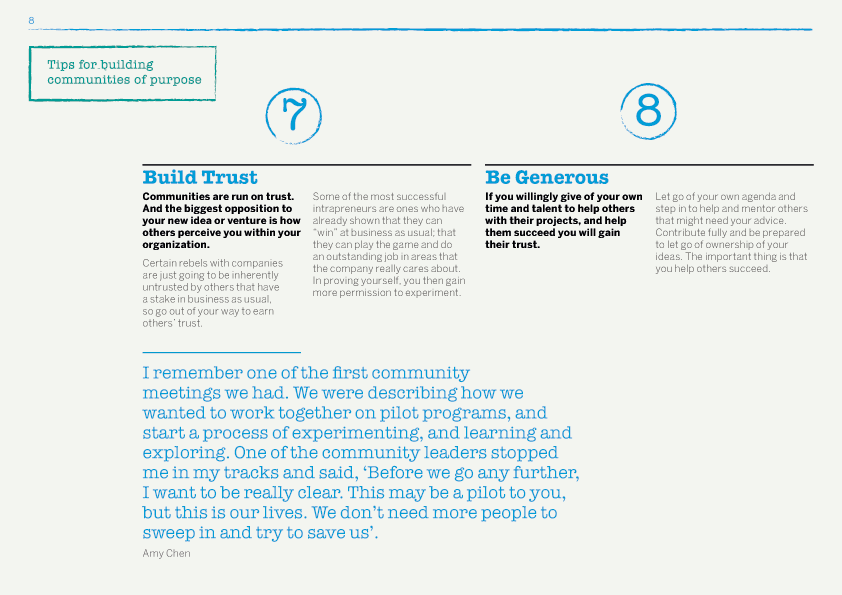 8
Tips for building
communities of purpose
7
Build Trust
Communities are run on trust.
And the biggest opposition to
your new idea or venture is how
others perceive you within your
organization.
Certain rebels with companies
are just going to be inherently
untrusted by others that have
a stake in business as usual,
so go out of your way to earn
others’ trust.
Some of the most successful
intrapreneurs are ones who have
already shown that they can
“win” at business as usual; that
they can play the game and do
an outstanding job in areas that
the company really cares about.
In proving yourself, you then gain
more permission to experiment.
8
Be Generous
If you willingly give of your own
time and talent to help others
with their projects, and help
them succeed you will gain
their trust.
Let go of your own agenda and
step in to help and mentor others
that might need your advice.
Contribute fully and be prepared
to let go of ownership of your
ideas. The important thing is that
you help others succeed.
I remember one of the first community
meetings we had. We were describing how we
wanted to work together on pilot programs, and
start a process of experimenting, and learning and
exploring. One of the community leaders stopped
me in my tracks and said, ‘Before we go any further,
I want to be really clear. This may be a pilot to you,
but this is our lives. We don’t need more people to
sweep in and try to save us’.
Amy Chen